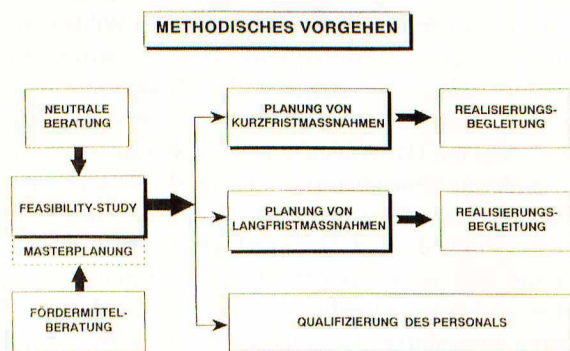 METHODISCHES VORGEHEN
NEUTRALE
BERATUNG
FEASIBILITY-STUDY
MASTERPLANUNG
FÖRDERMITTEL-
BERATUNG
PLANUNG VON
KURZFRISTMASSNAHMEN
REALISIERUNGS-
BEGLEITUNG
PLANUNG VON
LANGFRISTMASSNAHMEN
REALISIERUNGS-
BEGLEITUNG
QUALIFIZIERUNG DES PERSONALS